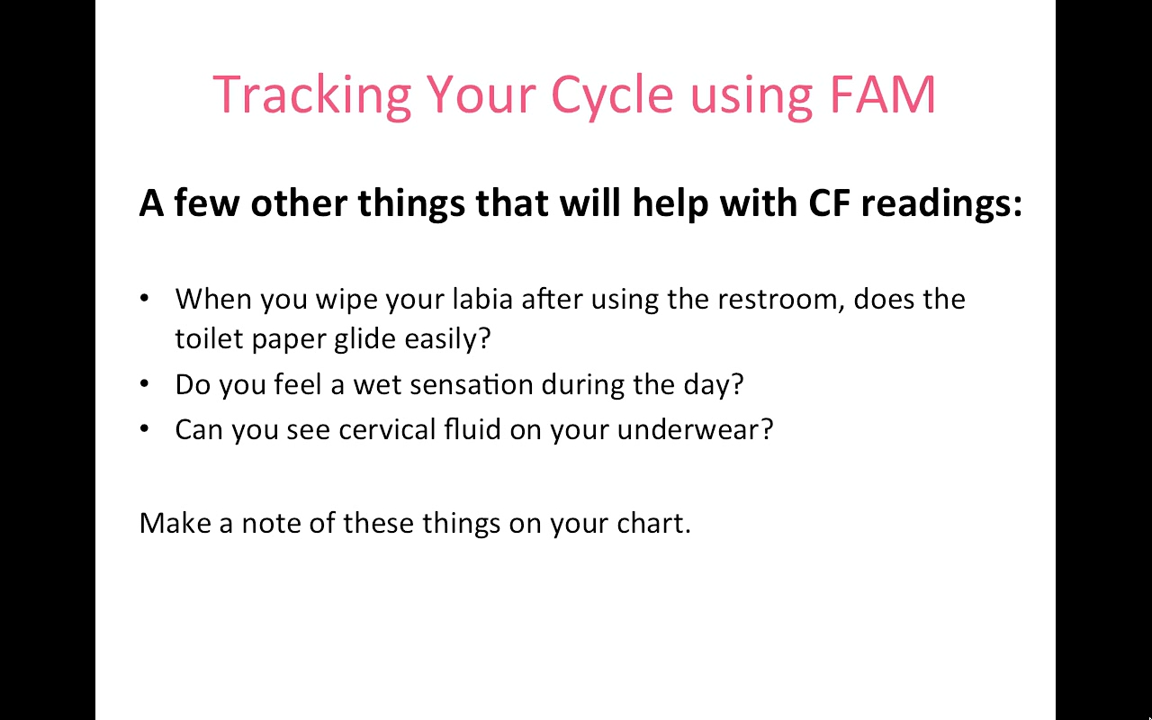 Tracking Your Cycle using FAM
A few other things that will help with CF readings:
• When you wipe your labia after using the restroom, does the
toilet paper glide easily?
• Do you feel a wet sensation during the day?
• Can you see cervical fluid on your underwear?
Make a note of these things on your chart.